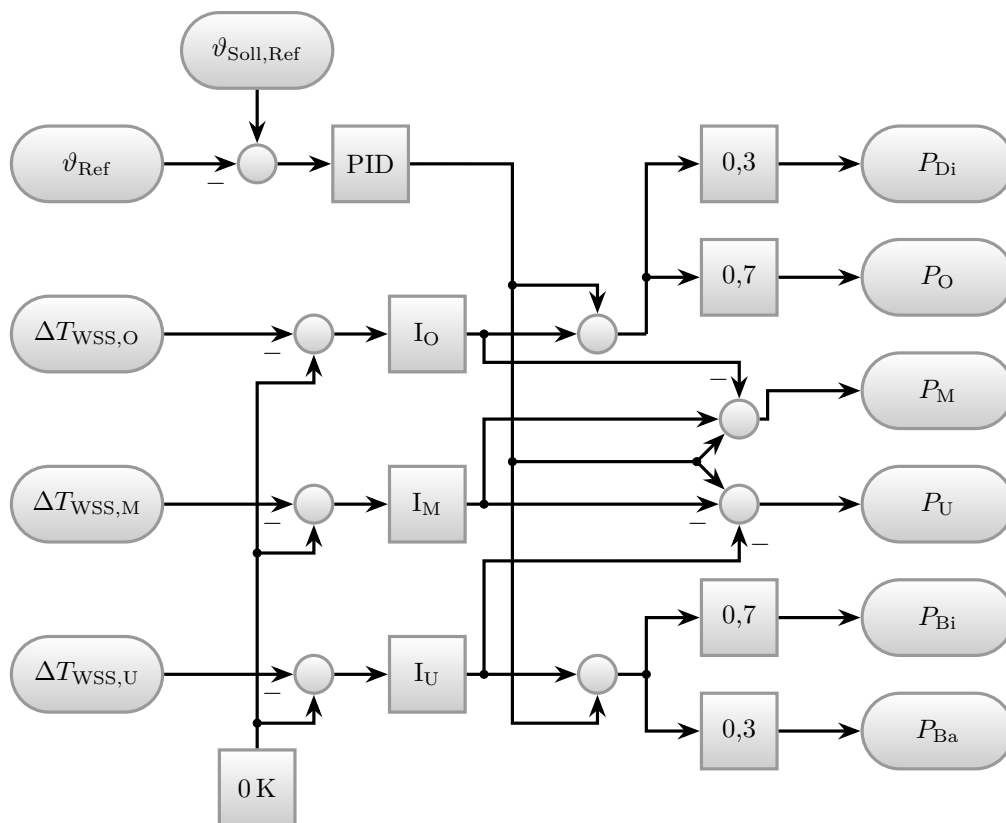 ϑSoll,Ref
ϑRef
−
PID
0,3
PDi
0,7
PO
ΔTWSS,O
−
IO
−
PM
ΔTWSS,M
−
IM
−
PU
−
0,7
PBi
ΔTWSS,U
−
IU
0,3
PBa
0 K